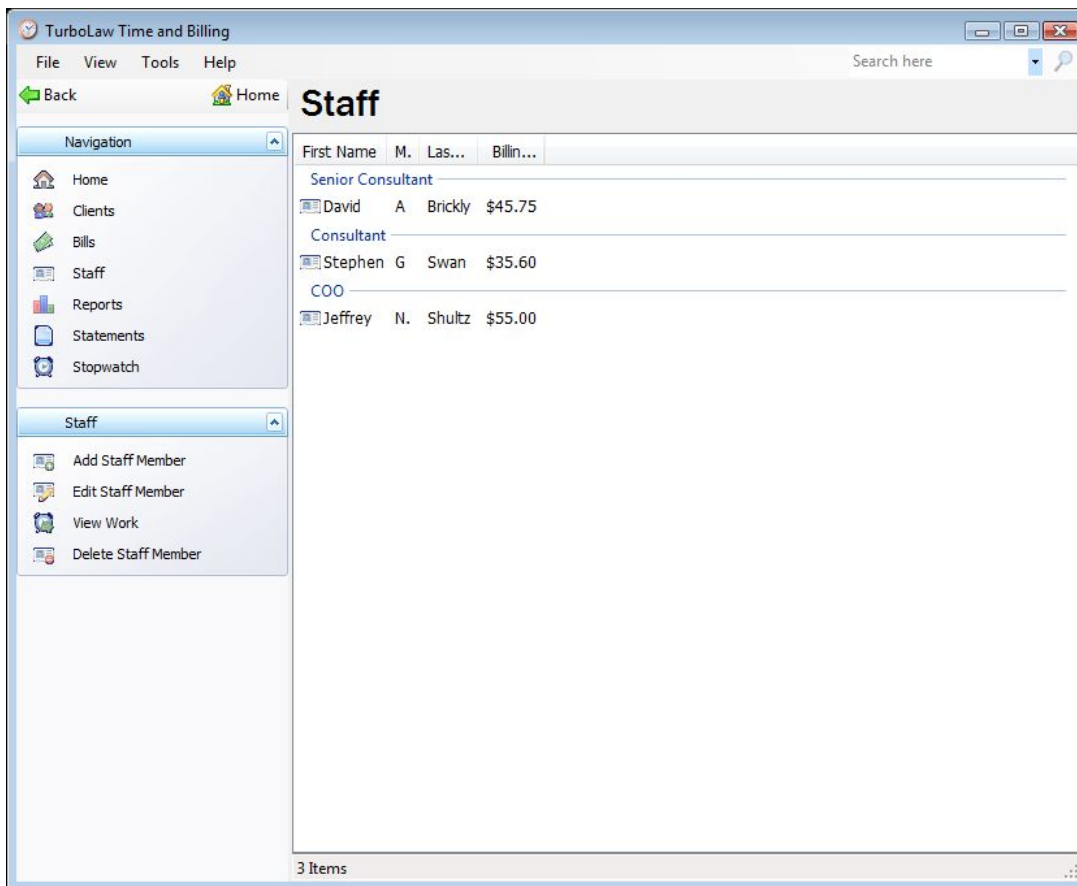 TurboLaw Time and Billing
File View Tools Help Search here
Back Home
Staff
Navigation
Home
Clients
Bills
Staff
Reports
Statements
Stopwatch
Staff
Add Staff Member
Edit Staff Member
View Work
Delete Staff Member
First Name M. Las... Billin...
Senior Consultant
David A Brickly $45.75
Consultant
Stephen G Swan $35.60
COO
Jeffrey N. Shultz $55.00
3 Items